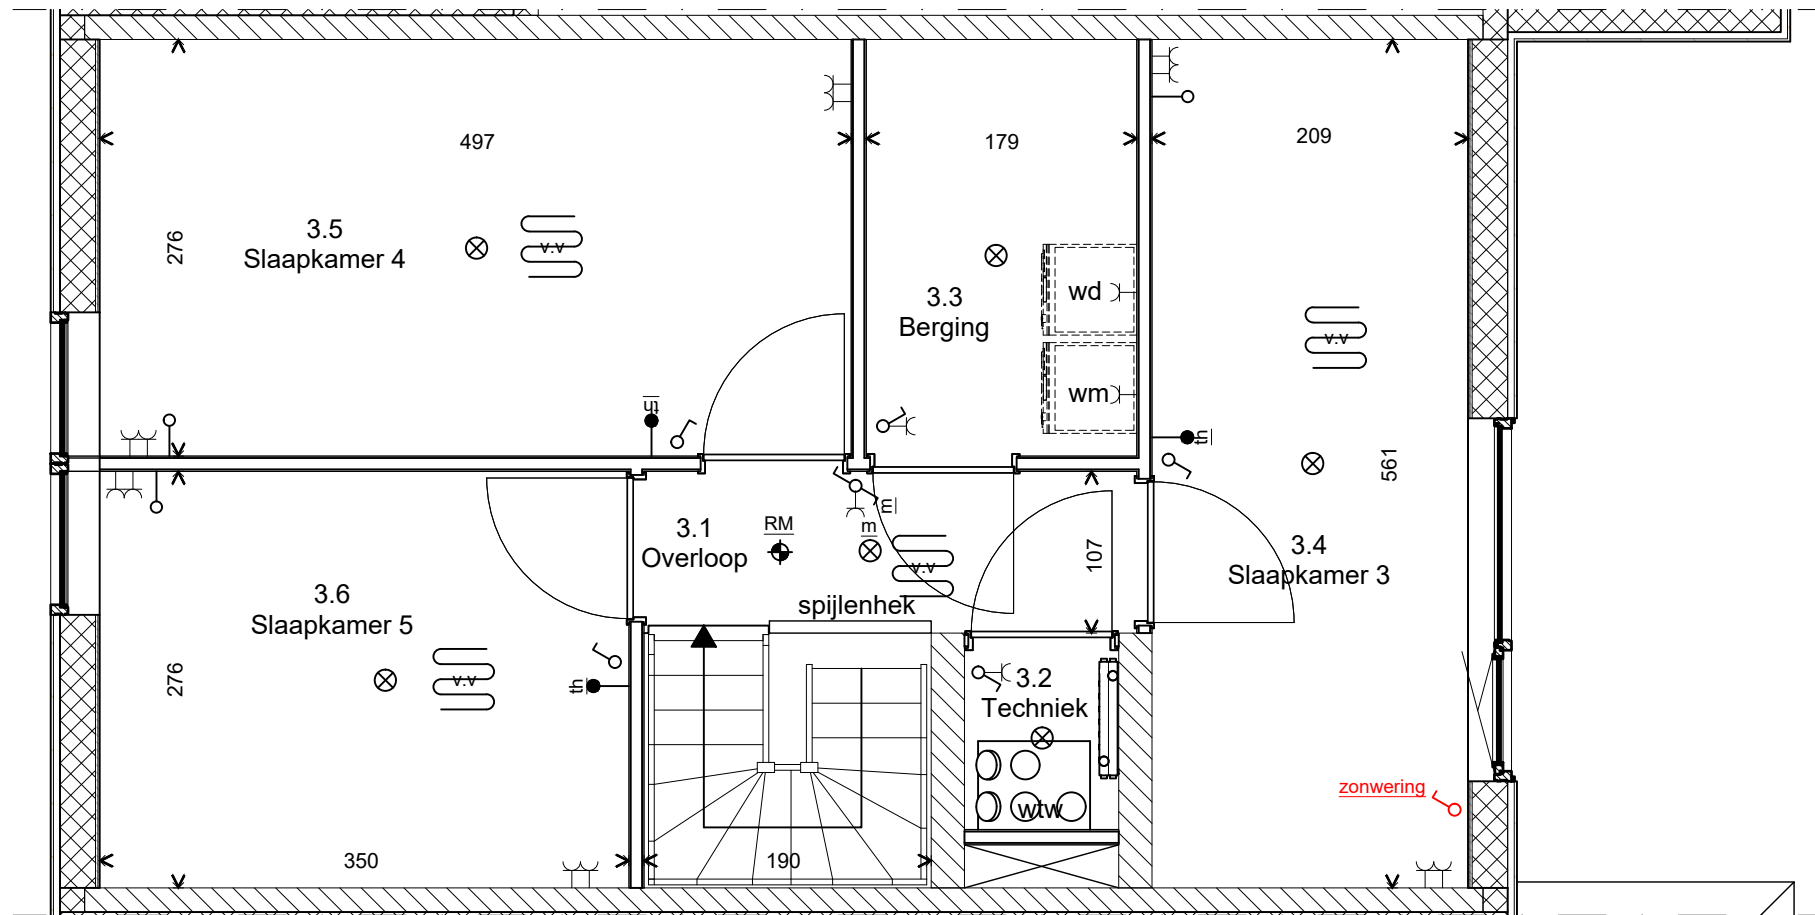 497
179
209
276
3.5
Slaapkamer 4
v.v
3.3
Berging
wd
wm
v.v
th
th
561
3.1
Overloop
RM
m
m
v.v
107
3.4
Slaapkamer 3
spijlenhek
3.6
Slaapkamer 5
276
v.v
th
3.2
Techniek
wtw
zonwering
350
190